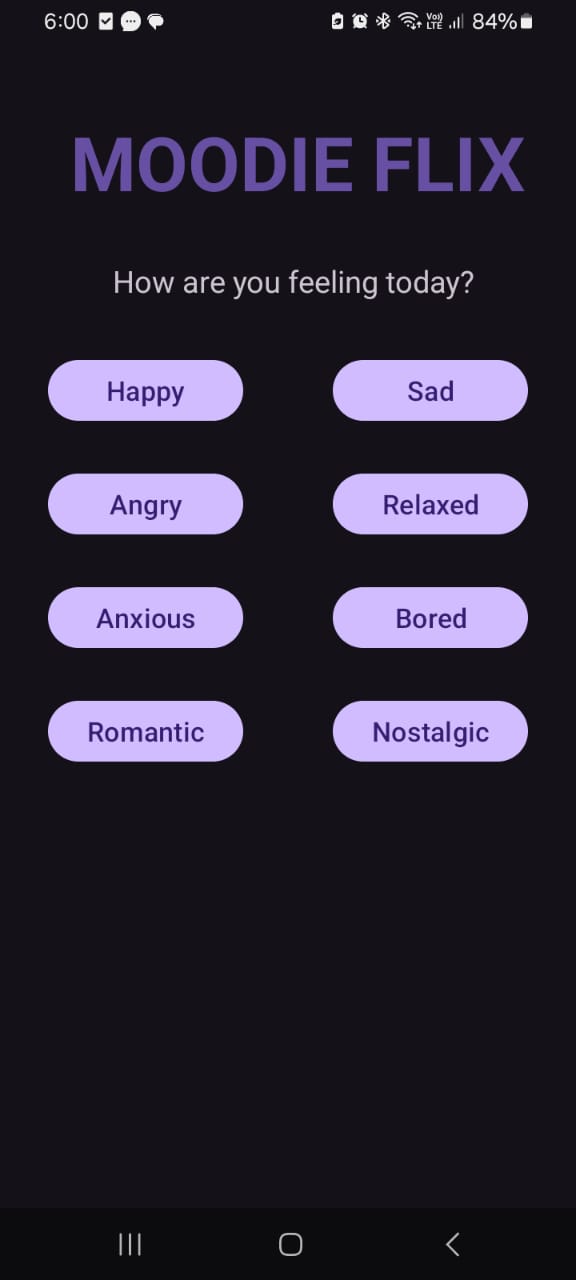 6:00 Vo)) LTE 84%
MOODIE FLIX
How are you feeling today?
Happy Sad
Angry Relaxed
Anxious Bored
Romantic Nostalgic